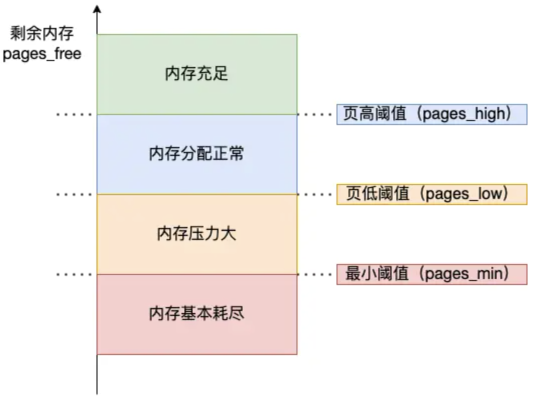 剩余内存
pages_free
内存充足
页高阈值（pages_high）
内存分配正常
页低阈值（pages_low）
内存压力大
最小阈值（pages_min）
内存基本耗尽